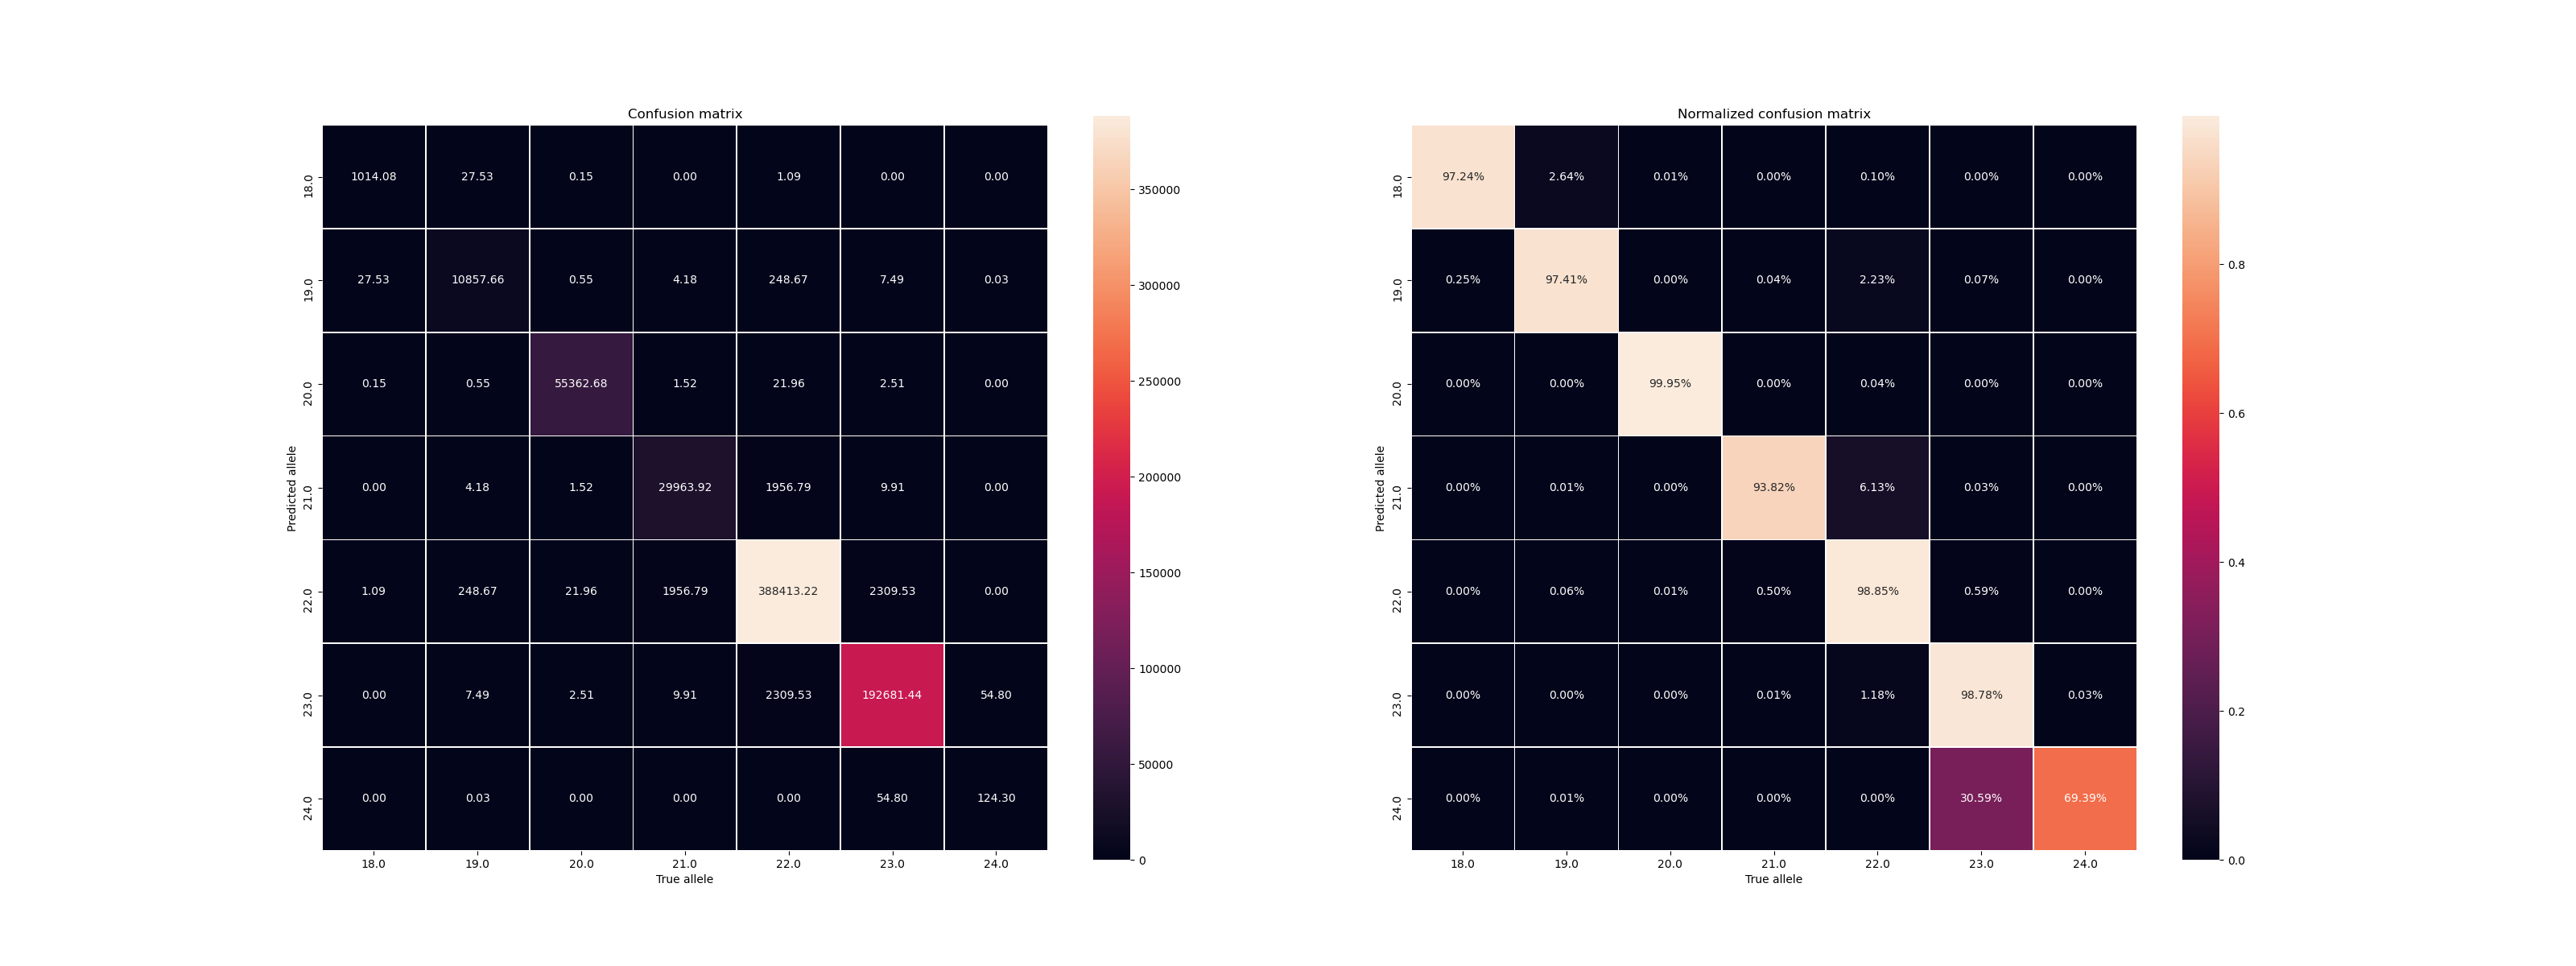 Confusion matrix
18.0 1014.08 27.53 0.15 0.00 1.09 0.00 0.00
19.0 27.53 10857.66 0.55 4.18 248.67 7.49 0.03
20.0 0.15 0.55 55362.68 1.52 21.96 2.51 0.00
21.0 0.00 4.18 1.52 29963.92 1956.79 9.91 0.00
22.0 1.09 248.67 21.96 1956.79 388413.22 2309.53 0.00
23.0 0.00 7.49 2.51 9.91 2309.53 192681.44 54.80
24.0 0.00 0.03 0.00 0.00 0.00 54.80 124.30
Predicted allele
18.0 19.0 20.0 21.0 22.0 23.0 24.0
True allele
350000
300000
250000
200000
150000
100000
50000
0
Normalized confusion matrix
18.0 97.24% 2.64% 0.01% 0.00% 0.10% 0.00% 0.00%
19.0 0.25% 97.41% 0.00% 0.04% 2.23% 0.07% 0.00%
20.0 0.00% 0.00% 99.95% 0.00% 0.04% 0.00% 0.00%
21.0 0.00% 0.01% 0.00% 93.82% 6.13% 0.03% 0.00%
22.0 0.00% 0.06% 0.01% 0.50% 98.85% 0.59% 0.00%
23.0 0.00% 0.00% 0.00% 0.01% 1.18% 98.78% 0.03%
24.0 0.00% 0.01% 0.00% 0.00% 0.00% 30.59% 69.39%
Predicted allele
18.0 19.0 20.0 21.0 22.0 23.0 24.0
True allele
0.8
0.6
0.4
0.2
0.0